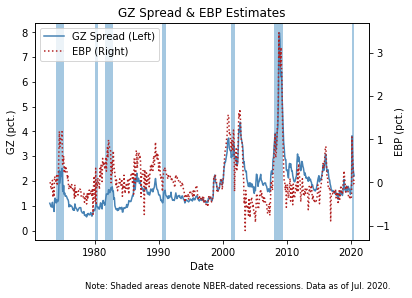 GZ Spread & EBP Estimates
GZ Spread (Left)
EBP (Right)
GZ (pct.)
8
7
6
5
4
3
2
1
0
EBP (pct.)
3
2
1
0
−1
1980
1990
2000
2010
2020
Date
Note: Shaded areas denote NBER-dated recessions. Data as of Jul. 2020.